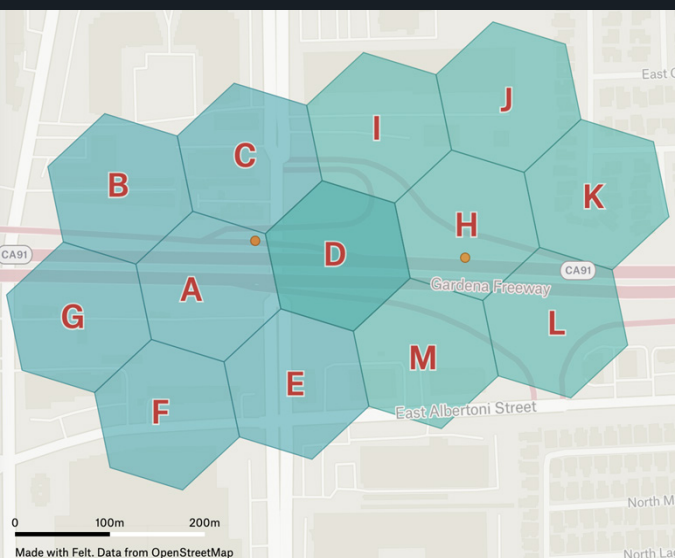 East C
J
I
C
B
K
H
D
CA91
CA91
A
Gardena Freeway
G
L
M
E
F
East Albertoni Street
North M
0 100m 200m
Made with Felt. Data from OpenStreetMap
North La